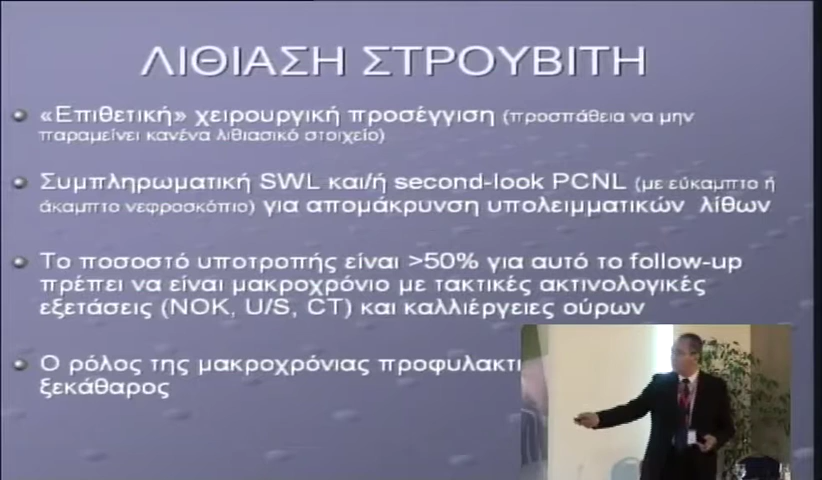 ΛΙΘΙΑΣΗ ΣΤΡΟΥΒΙΤΗ
«Επιθετική» χειρουργική προσέγγιση (προσπάθεια να μην
παραμείνει κανένα λιθιασικό στοιχείο)
Συμπληρωματική SWL και/ή second-look PCNL (με εύκαμπτο ή
άκαμπτο νεφροσκόπιο) για απομάκρυνση υπολειμματικών λίθων
Το ποσοστό υποτροπής είναι >50% για αυτό το follow-up
πρέπει να είναι μακροχρόνιο με τακτικές ακτινολογικές
εξετάσεις (ΝΟΚ, U/S, CT) και καλλιέργειες ούρων
Ο ρόλος της μακροχρόνιας
ξεκάθαρος